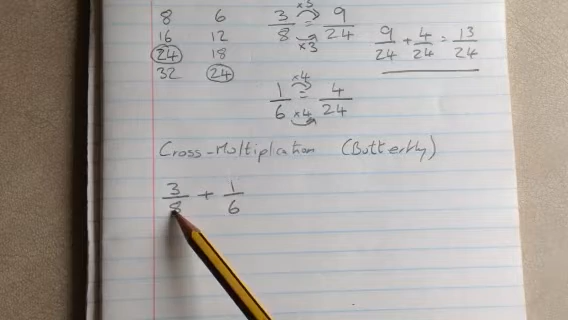 8 6
16 12
24 18
32 24
×3
3/8 = 9/24
×3
9/24 + 4/24 = 13/24
×4
1/6 = 4/24
×4
Cross-Multiplication (Butterfly)
3/8 + 1/6